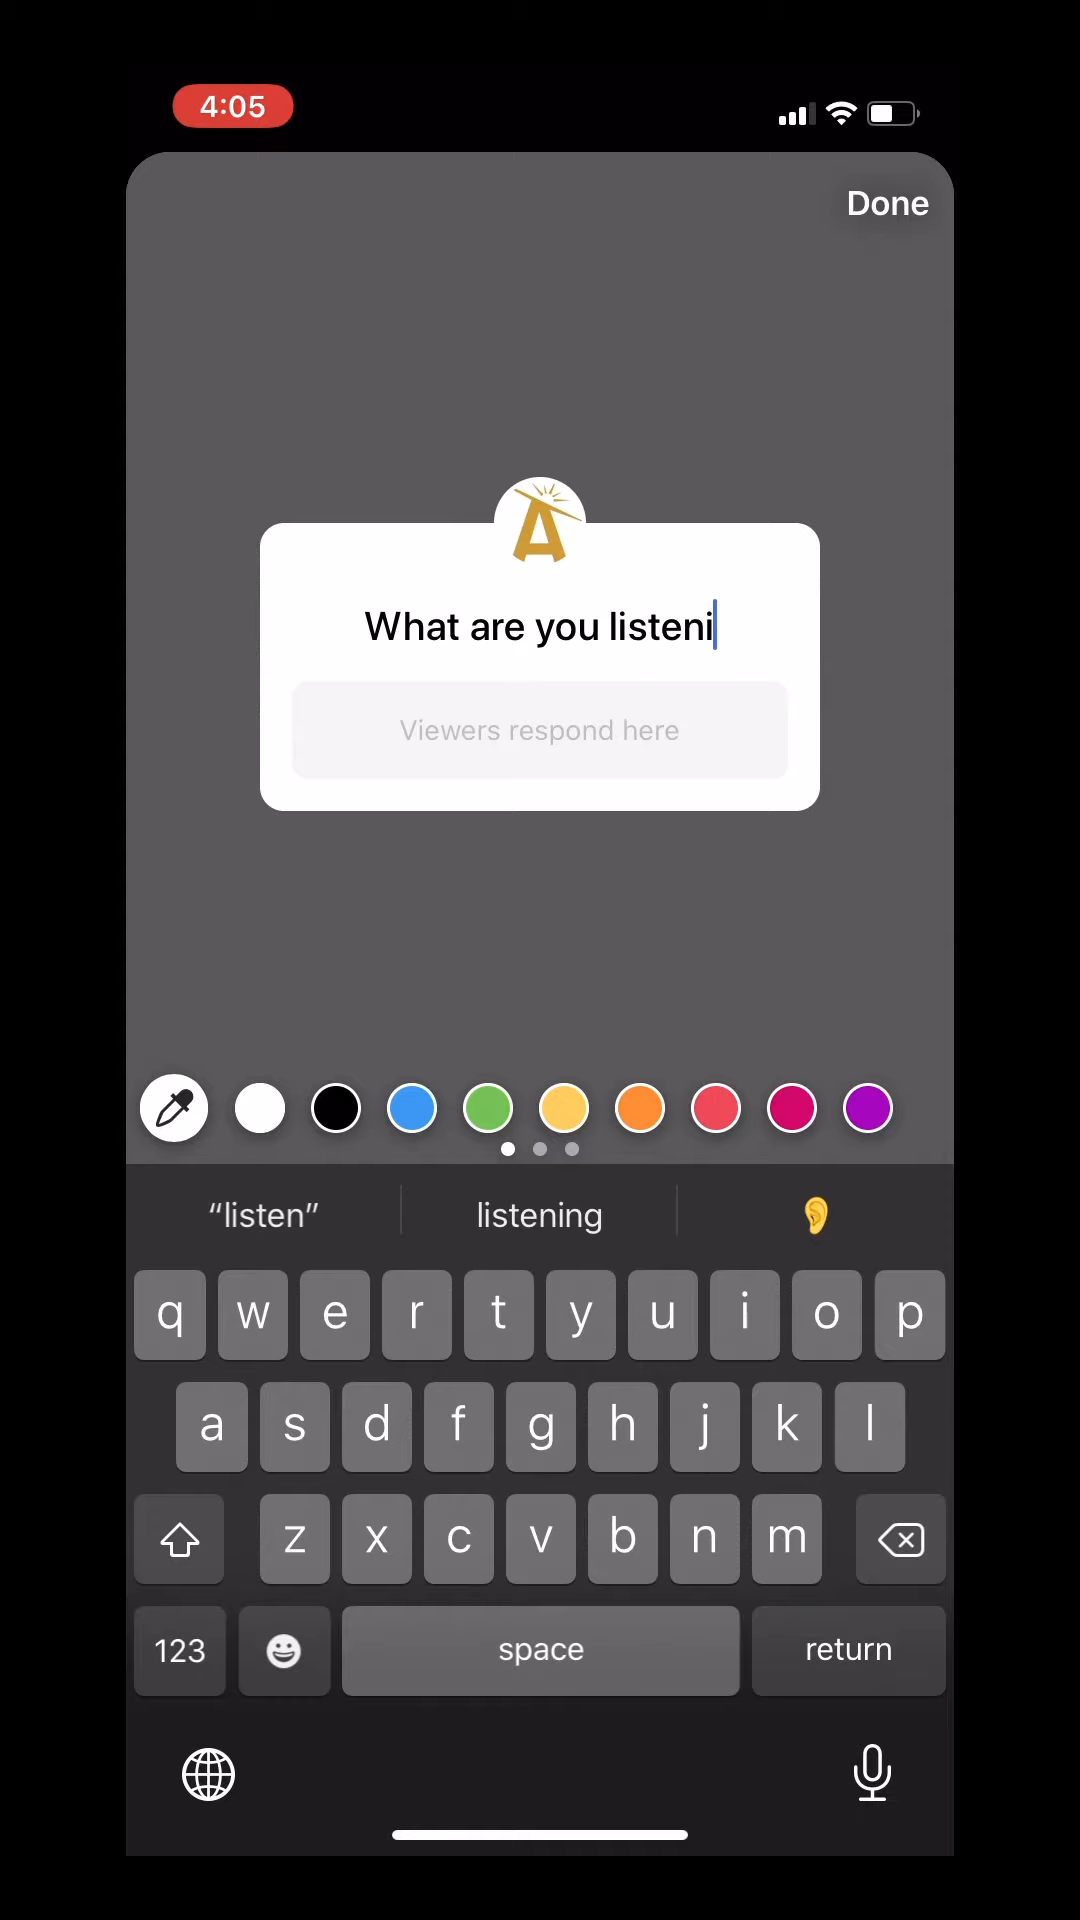 4:05
Done
What are you listeni
Viewers respond here
“listen” listening
q w e r t y u i o p
a s d f g h j k l
z x c v b n m
123 space return